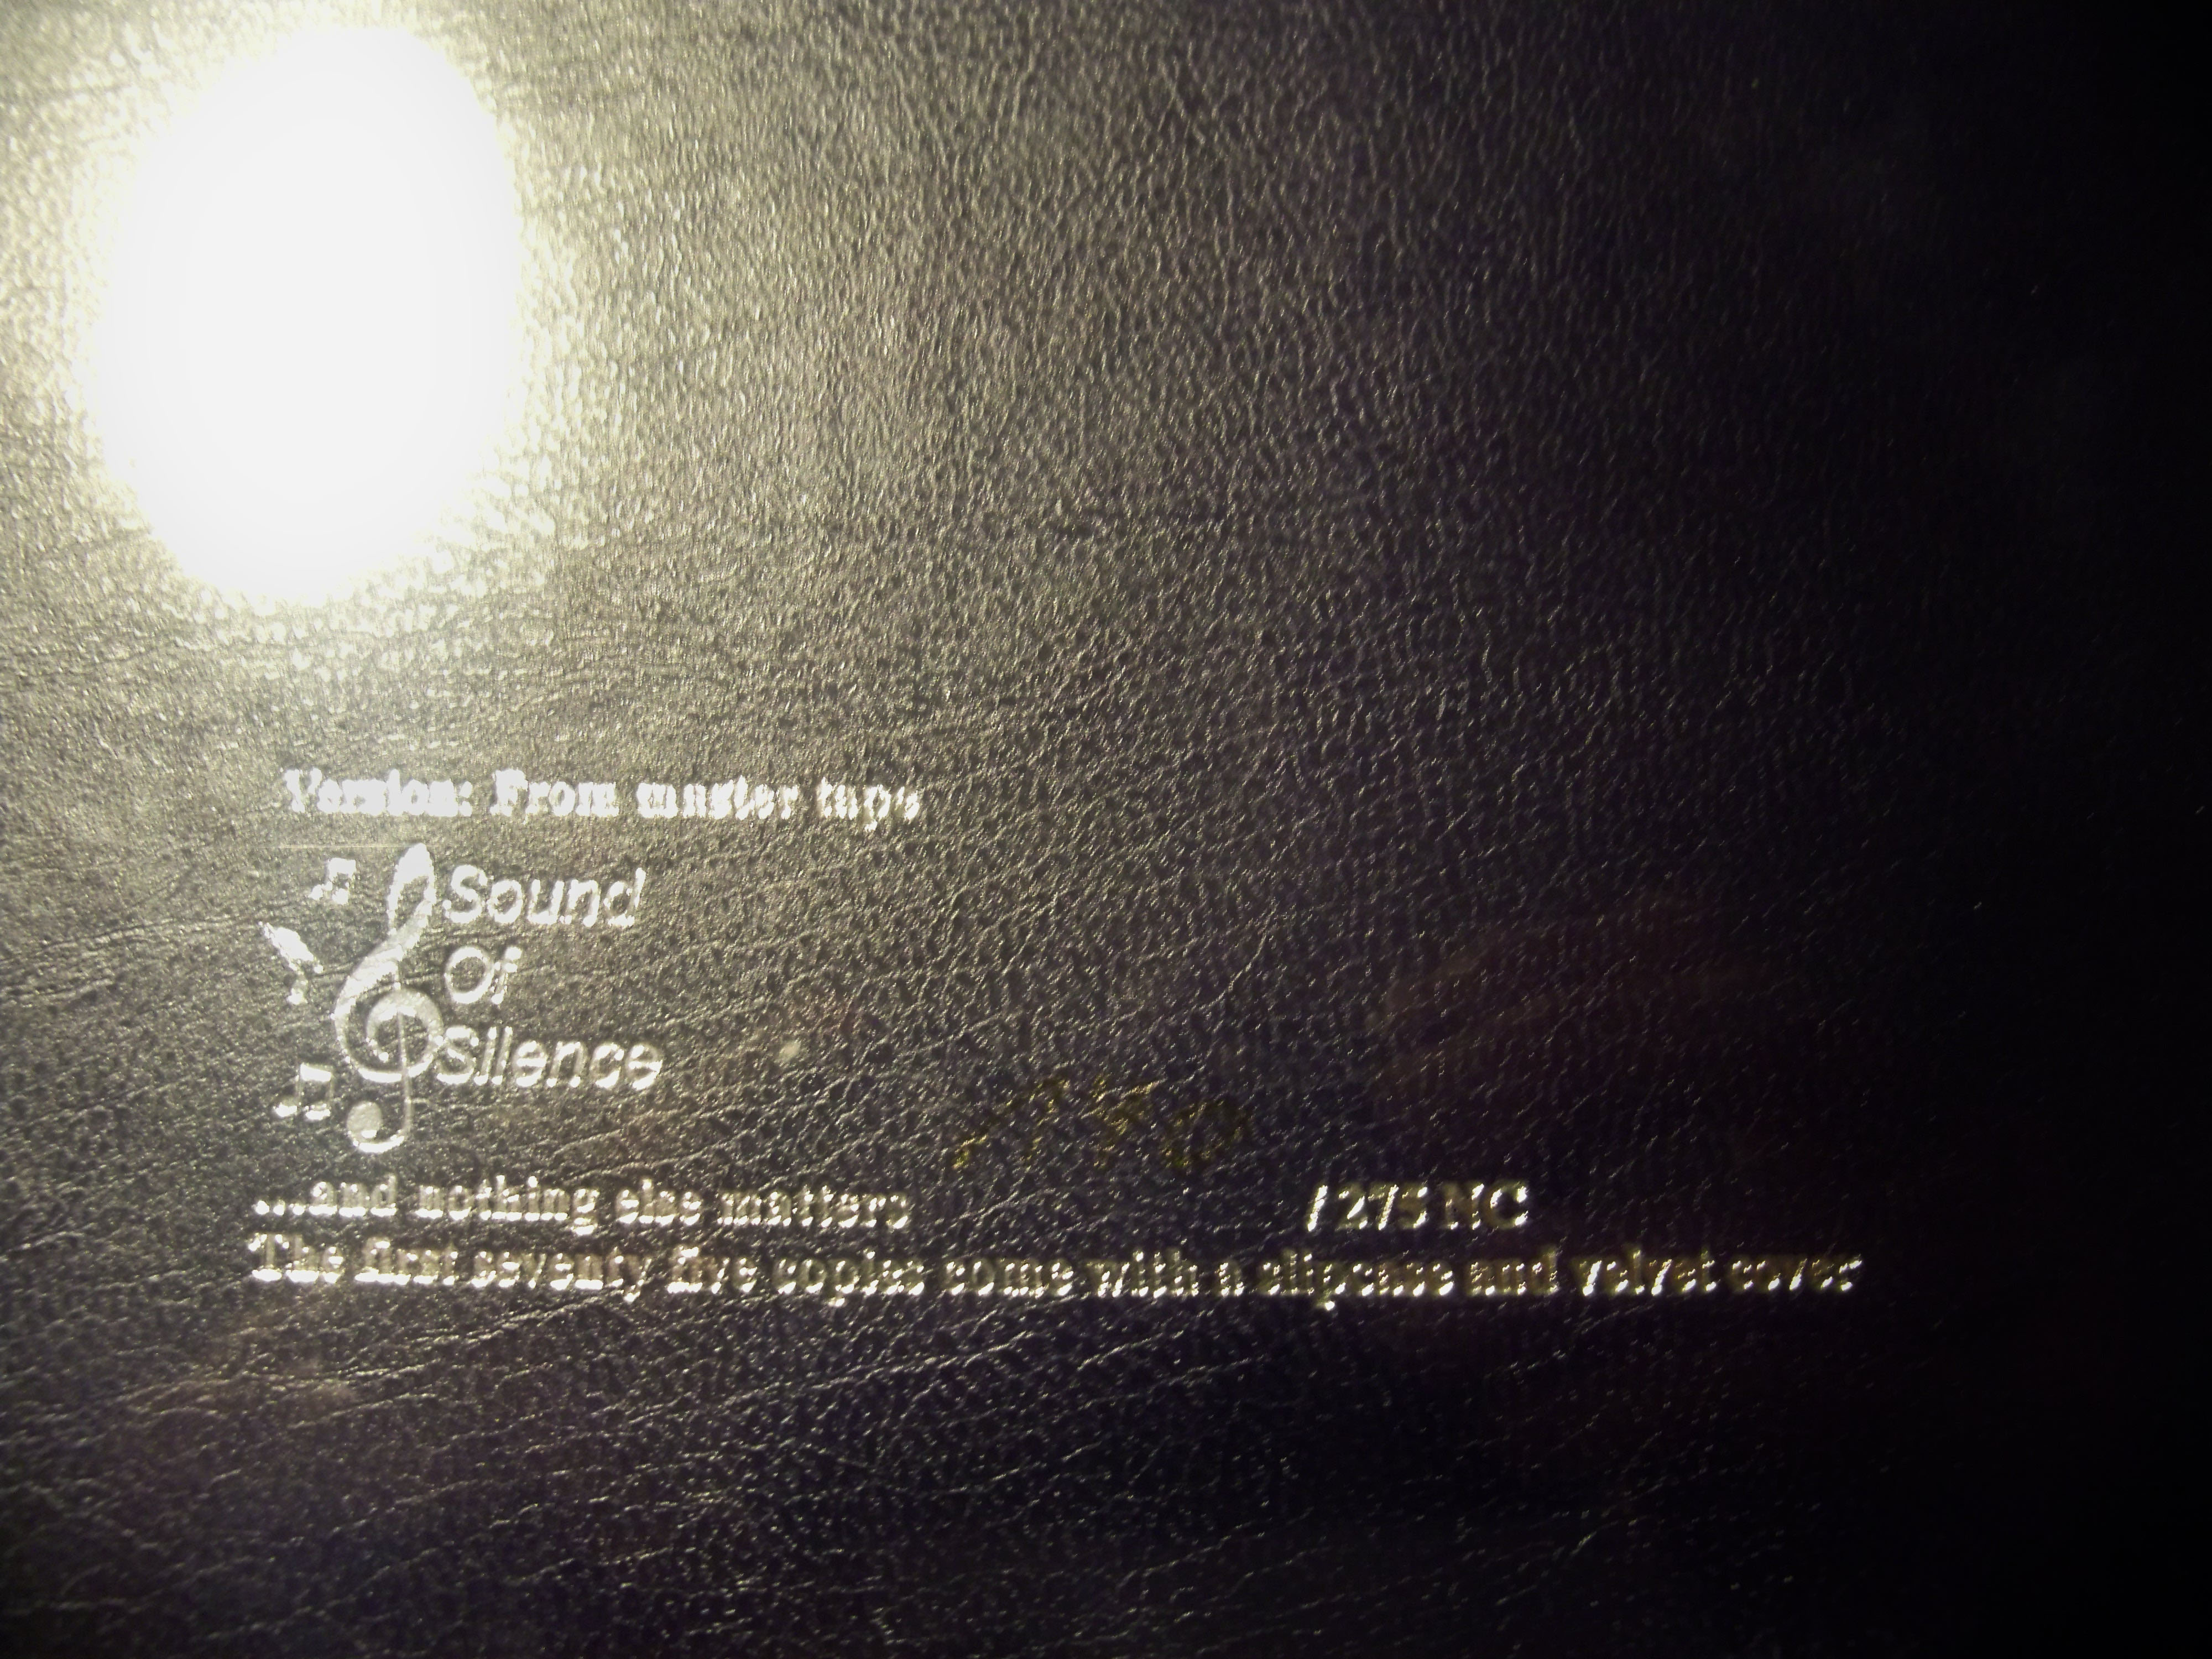 Version: From master tape
Sound
Of
Silence
...and nothing else matters
/ 275 NC
The first seventy five copies come with a slipcase and velvet cover